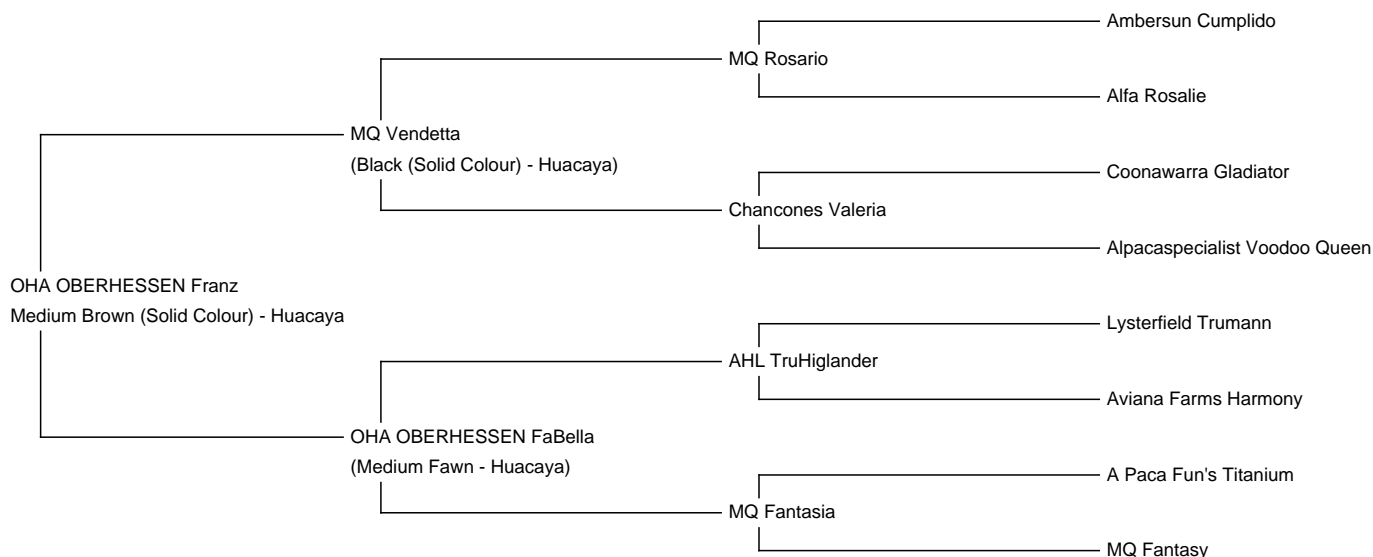 Ambersun Cumplido
MQ Rosario
Alfa Rosalie
MQ Vendetta
(Black (Solid Colour) - Huacaya)
Coonawarra Gladiator
Chancones Valeria
Alpacaspecialist Voodoo Queen
OHA OBERHESSEN Franz
Medium Brown (Solid Colour) - Huacaya
Lysterfield Trumann
AHL TruHiglander
Aviana Farms Harmony
OHA OBERHESSEN FaBella
(Medium Fawn - Huacaya)
A Paca Fun's Titanium
MQ Fantasia
MQ Fantasy